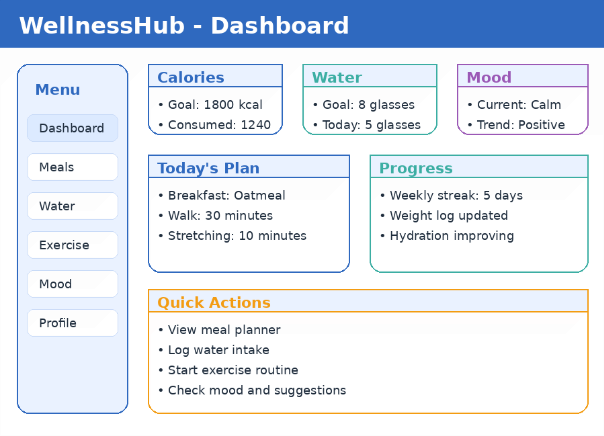 WellnessHub - Dashboard
Menu
Dashboard
Meals
Water
Exercise
Mood
Profile
Calories
• Goal: 1800 kcal
• Consumed: 1240
Water
• Goal: 8 glasses
• Today: 5 glasses
Mood
• Current: Calm
• Trend: Positive
Today's Plan
• Breakfast: Oatmeal
• Walk: 30 minutes
• Stretching: 10 minutes
Progress
• Weekly streak: 5 days
• Weight log updated
• Hydration improving
Quick Actions
• View meal planner
• Log water intake
• Start exercise routine
• Check mood and suggestions